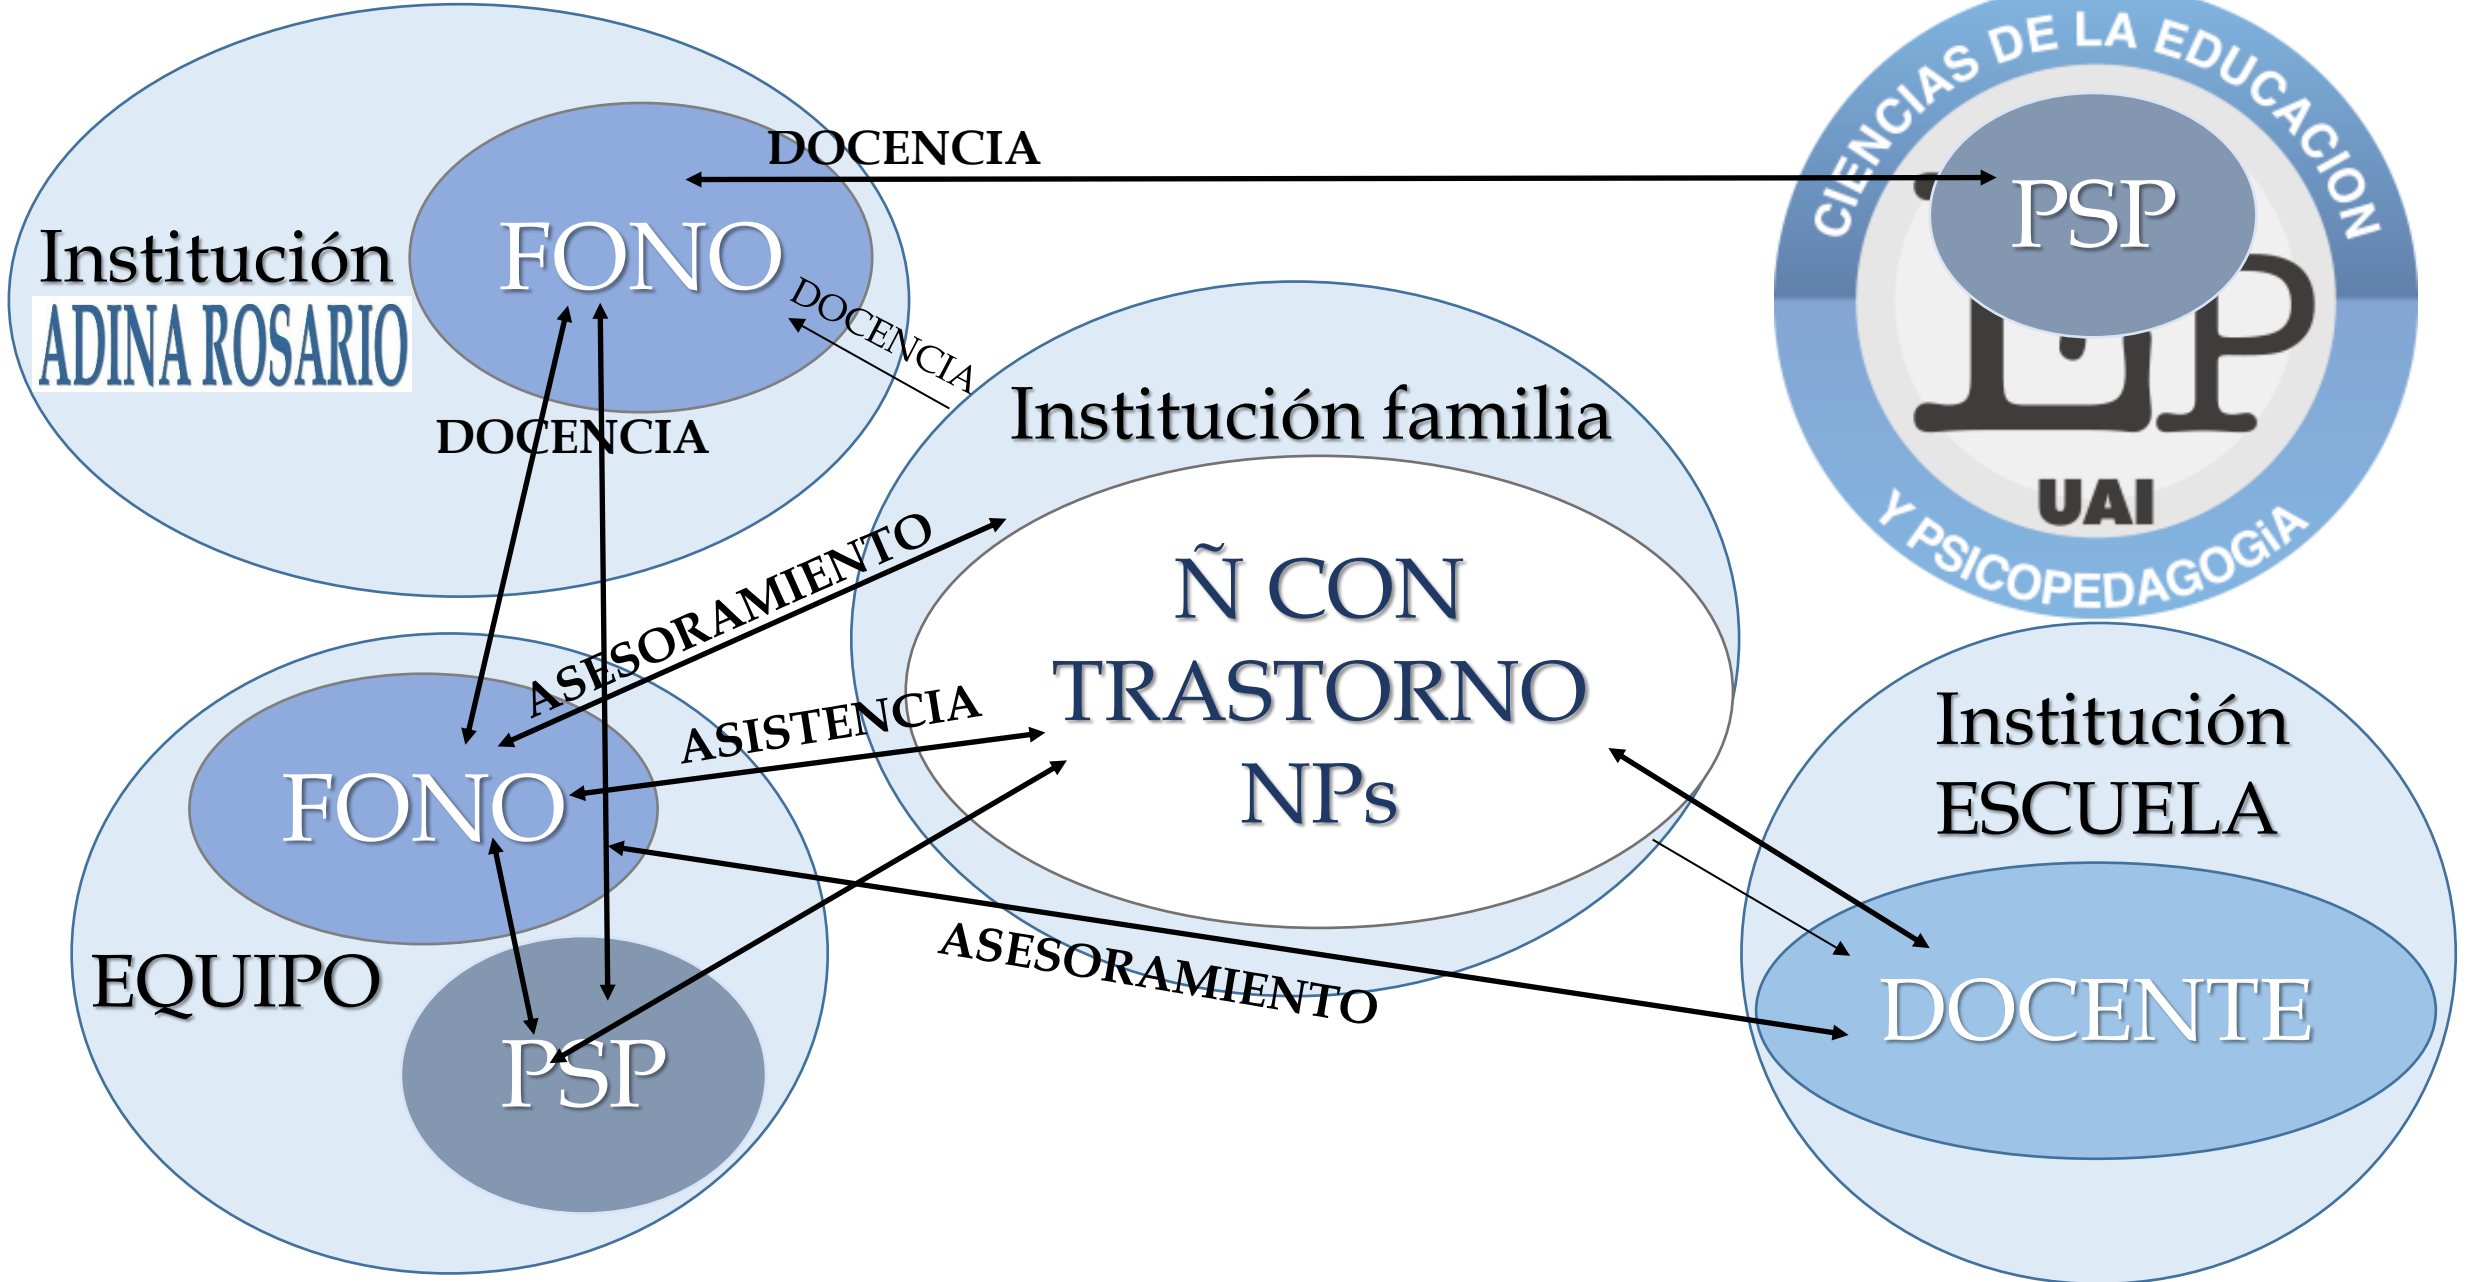 CIENCIAS DE LA EDUCACION
DOCENCIA
PSP
FONO
Institución
ADINA ROSARIO
DOCENCIA
DOCENCIA
Institución familia
UAI
Y PSICOPEDAGOGiA
ASESORAMIENTO
Ñ CON
TRASTORNO
NPs
ASISTENCIA
Institución
ESCUELA
FONO
EQUIPO
ASESORAMIENTO
DOCENTE
PSP